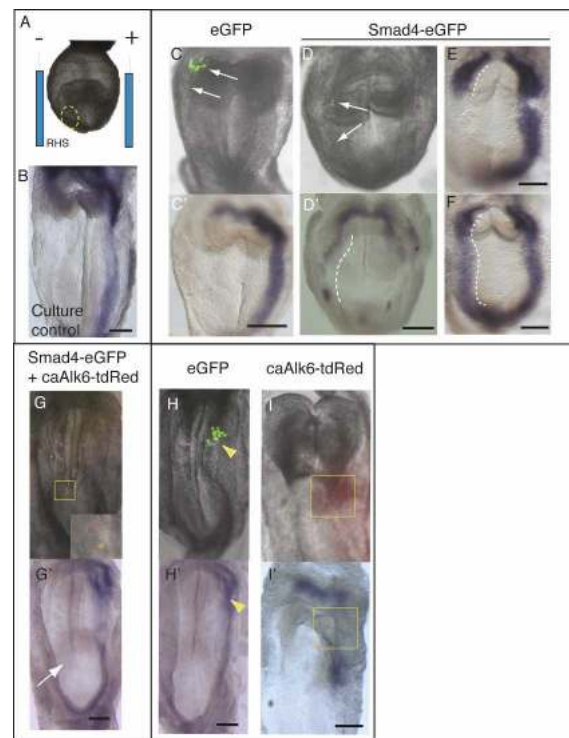 A
- +
RHS
B
Culture
control
eGFP
Smad4-eGFP
C
D
E
C'
D'
F
Smad4-eGFP
+ caAlk6-tdRed
eGFP
caAlk6-tdRed
G
H
I
G'
H'
I'